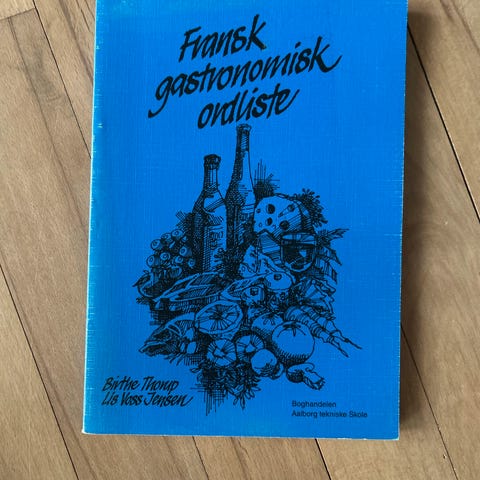 Fransk
gastronomisk
ordliste
Birthe Thorup
Lis Voss Jensen
Boghandelen
Aalborg tekniske Skole